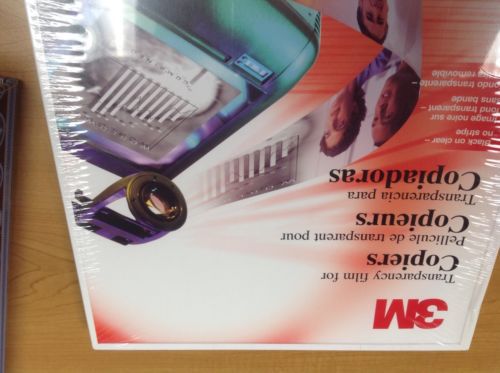 3M
Transparency film for
Copiers
Pellicule de transparent pour
Copieurs
Transparencia para
Copiadoras
Black on clear –
no stripe
Image noire sur
fond transparent –
sans bande